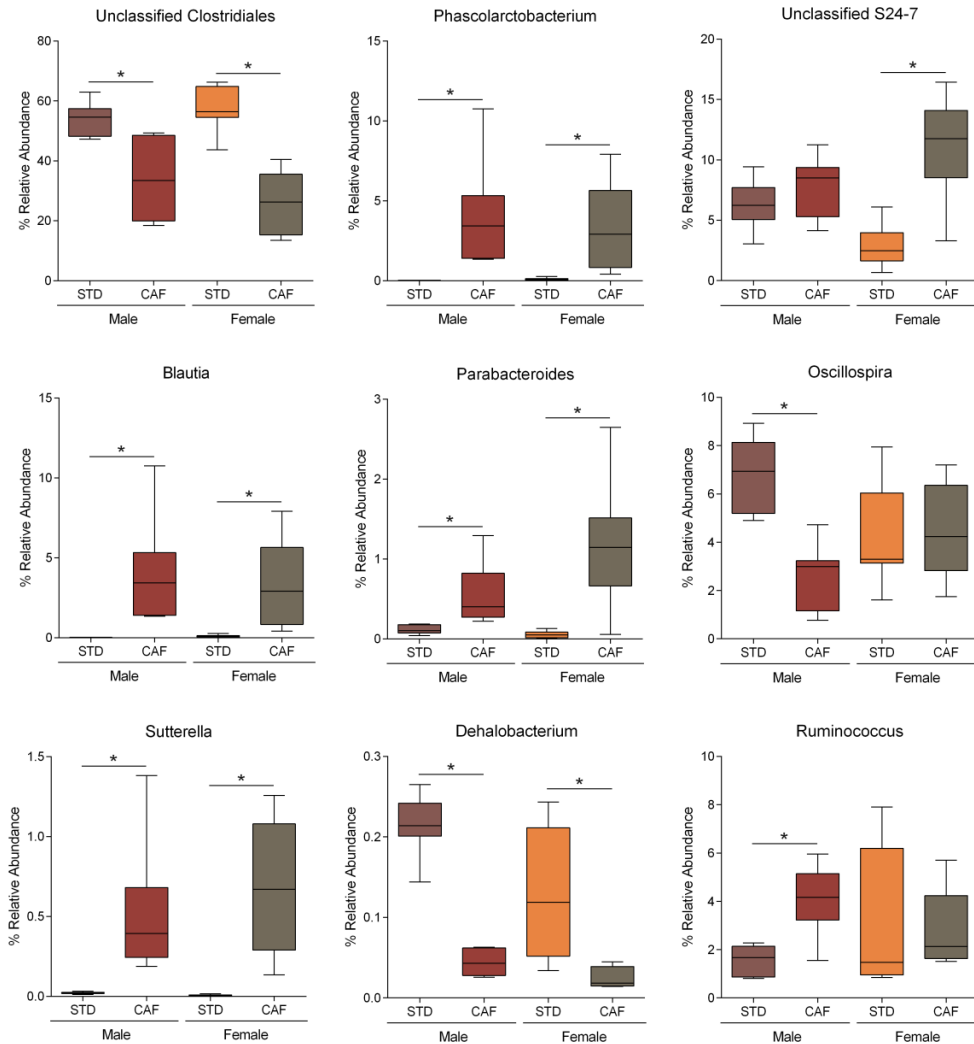 Unclassified Clostridiales
% Relative Abundance
80
60
40
20
0
*
*
STD CAF STD CAF
Male Female
Phascolarctobacterium
% Relative Abundance
15
10
5
0
*
*
STD CAF STD CAF
Male Female
Unclassified S24-7
% Relative Abundance
20
15
10
5
0
*
STD CAF STD CAF
Male Female
Blautia
% Relative Abundance
15
10
5
0
*
*
STD CAF STD CAF
Male Female
Parabacteroides
% Relative Abundance
3
2
1
0
*
*
STD CAF STD CAF
Male Female
Oscillospira
% Relative Abundance
10
8
6
4
2
0
*
STD CAF STD CAF
Male Female
Sutterella
% Relative Abundance
1.5
1.0
0.5
0.0
*
*
STD CAF STD CAF
Male Female
Dehalobacterium
% Relative Abundance
0.3
0.2
0.1
0.0
*
*
STD CAF STD CAF
Male Female
Ruminococcus
% Relative Abundance
10
8
6
4
2
0
*
STD CAF STD CAF
Male Female